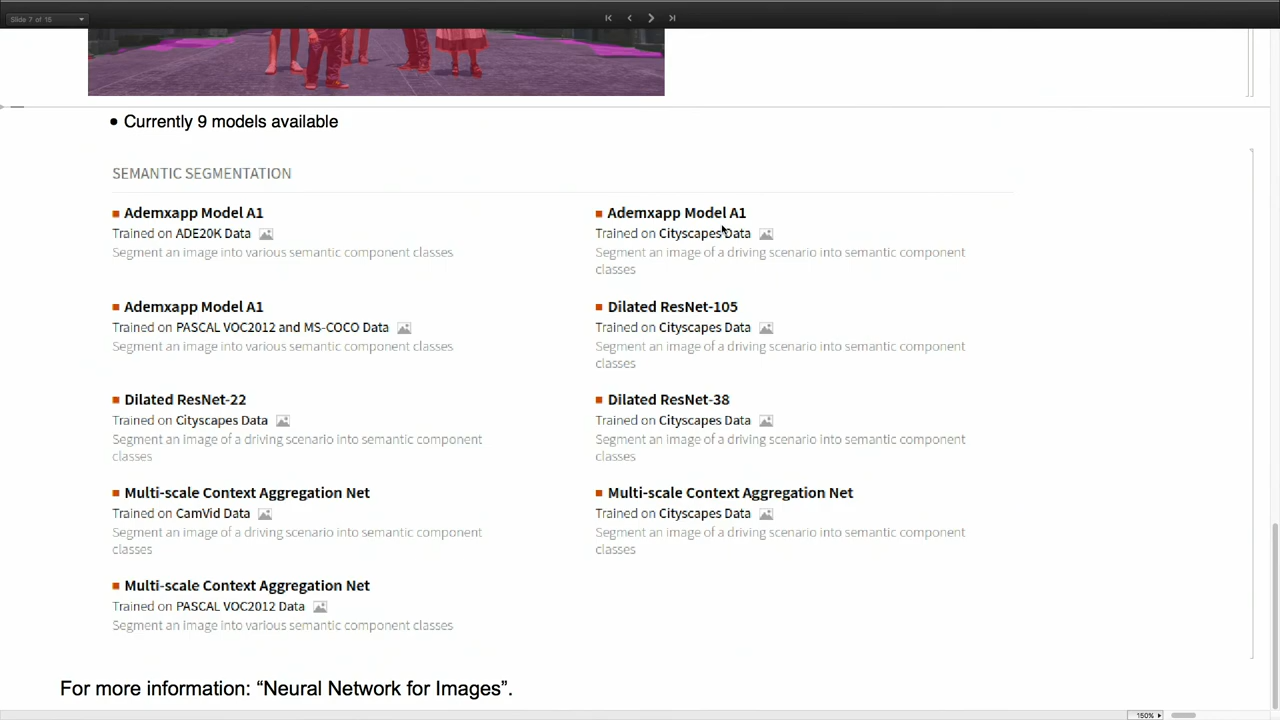 Slide 7 of 15
• Currently 9 models available
SEMANTIC SEGMENTATION
Ademxapp Model A1
Trained on ADE20K Data
Segment an image into various semantic component classes
Ademxapp Model A1
Trained on Cityscapes Data
Segment an image of a driving scenario into semantic component
classes
Ademxapp Model A1
Trained on PASCAL VOC2012 and MS-COCO Data
Segment an image into various semantic component classes
Dilated ResNet-105
Trained on Cityscapes Data
Segment an image of a driving scenario into semantic component
classes
Dilated ResNet-22
Trained on Cityscapes Data
Segment an image of a driving scenario into semantic component
classes
Dilated ResNet-38
Trained on Cityscapes Data
Segment an image of a driving scenario into semantic component
classes
Multi-scale Context Aggregation Net
Trained on CamVid Data
Segment an image of a driving scenario into semantic component
classes
Multi-scale Context Aggregation Net
Trained on Cityscapes Data
Segment an image of a driving scenario into semantic component
classes
Multi-scale Context Aggregation Net
Trained on PASCAL VOC2012 Data
Segment an image into various semantic component classes
For more information: “Neural Network for Images”.
150%